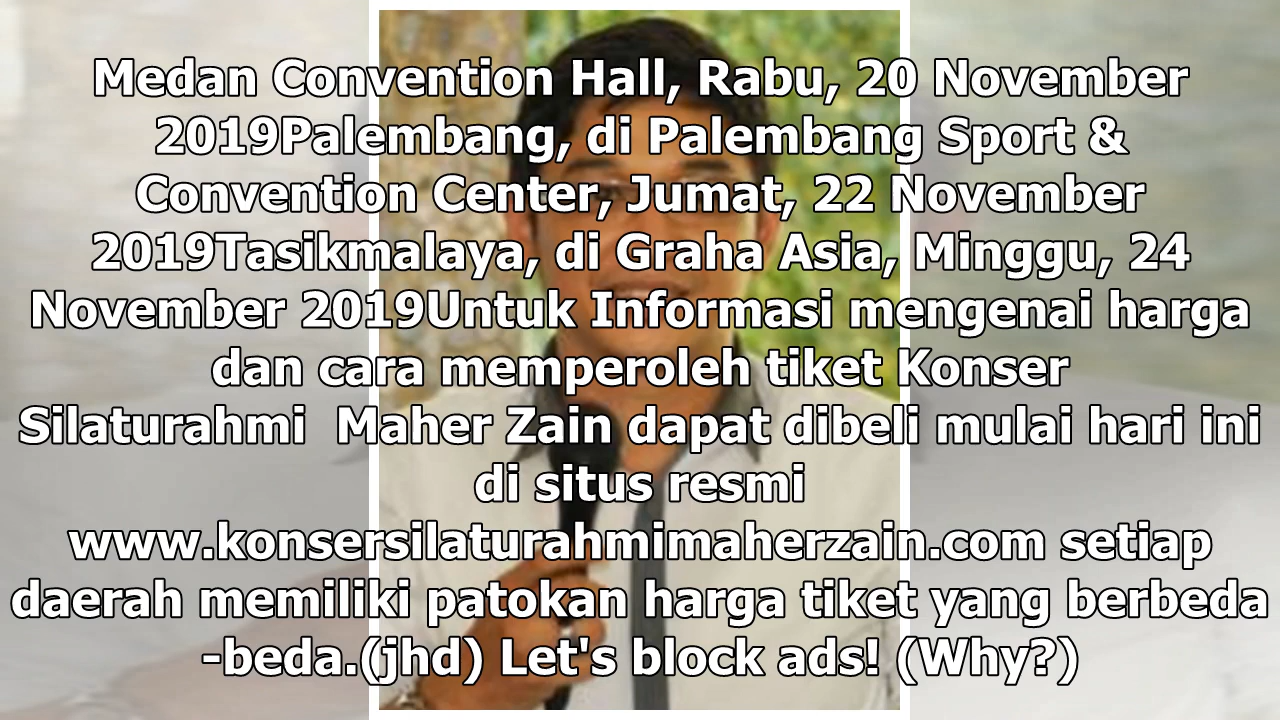 Medan Convention Hall, Rabu, 20 November
2019Palembang, di Palembang Sport &
Convention Center, Jumat, 22 November
2019Tasikmalaya, di Graha Asia, Minggu, 24
November 2019Untuk Informasi mengenai harga
dan cara memperoleh tiket Konser
Silaturahmi  Maher Zain dapat dibeli mulai hari ini
di situs resmi
www.konsersilaturahmimaherzain.com setiap
daerah memiliki patokan harga tiket yang berbeda
-beda.(jhd) Let's block ads! (Why?)